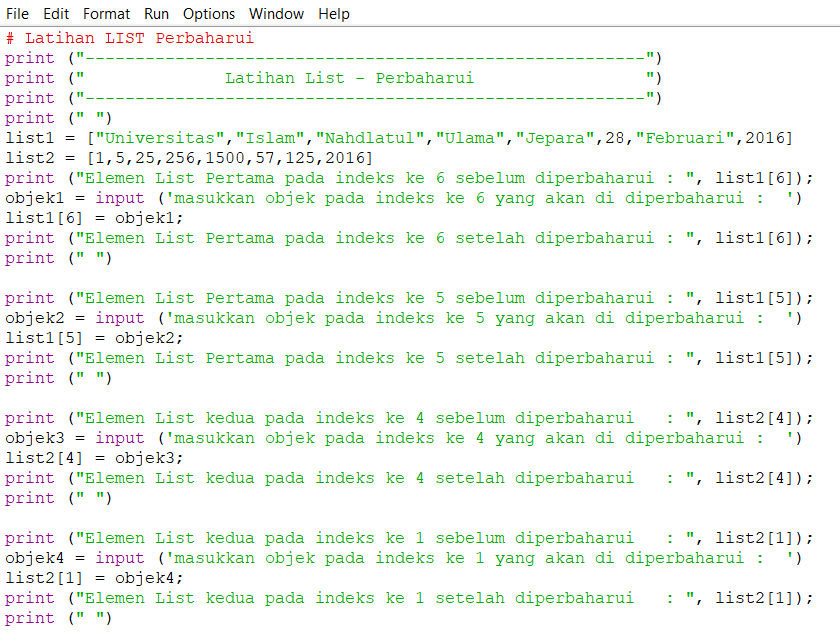 File Edit Format Run Options Window Help
# Latihan LIST Perbaharui
print ("--------------------------------------------------------")
print ("              Latihan List - Perbaharui                 ")
print ("--------------------------------------------------------")
print (" ")
list1 = ["Universitas","Islam","Nahdlatul","Ulama","Jepara",28,"Februari",2016]
list2 = [1,5,25,256,1500,57,125,2016]
print ("Elemen List Pertama pada indeks ke 6 sebelum diperbaharui : ", list1[6]);
objek1 = input ('masukkan objek pada indeks ke 6 yang akan di diperbaharui :  ')
list1[6] = objek1;
print ("Elemen List Pertama pada indeks ke 6 setelah diperbaharui : ", list1[6]);
print (" ")
print ("Elemen List Pertama pada indeks ke 5 sebelum diperbaharui : ", list1[5]);
objek2 = input ('masukkan objek pada indeks ke 5 yang akan di diperbaharui :  ')
list1[5] = objek2;
print ("Elemen List Pertama pada indeks ke 5 setelah diperbaharui : ", list1[5]);
print (" ")
print ("Elemen List kedua pada indeks ke 4 sebelum diperbaharui   : ", list2[4]);
objek3 = input ('masukkan objek pada indeks ke 4 yang akan di diperbaharui :  ')
list2[4] = objek3;
print ("Elemen List kedua pada indeks ke 4 setelah diperbaharui   : ", list2[4]);
print (" ")
print ("Elemen List kedua pada indeks ke 1 sebelum diperbaharui   : ", list2[1]);
objek4 = input ('masukkan objek pada indeks ke 1 yang akan di diperbaharui :  ')
list2[1] = objek4;
print ("Elemen List kedua pada indeks ke 1 setelah diperbaharui   : ", list2[1]);
print (" ")